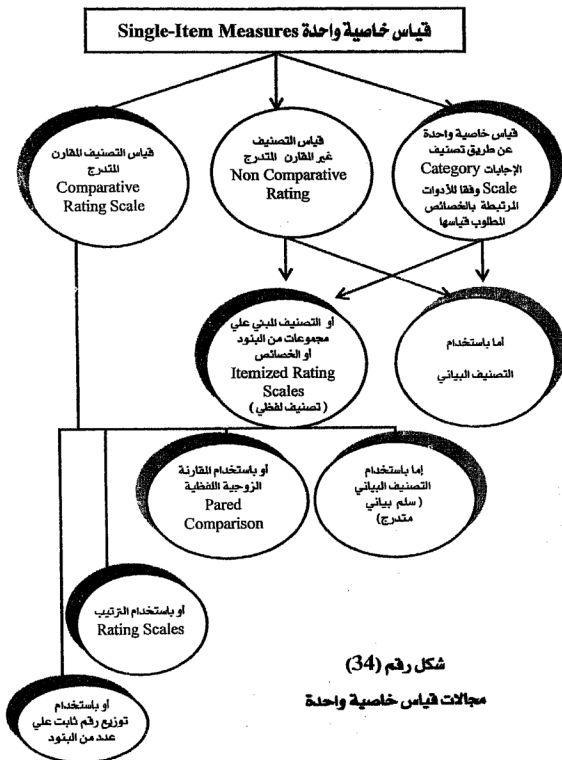 قياس خاصية واحدة Single-Item Measures
قياس خاصية واحدة
عن طريق تصنيف
الإجابات Category
Scale وفقا للأدوات
المرتبطة بالخصائص
المطلوب قياسها
قياس التصنيف
غير المقارن المتدرج
Non Comparative
Rating
قياس التصنيف المقارن
المتدرج
Comparative
Rating Scale
أما باستخدام
التصنيف البياني
أو التصنيف المبني علي
مجموعات من البنود
أو الخصائص
Itemized Rating
Scales
(تصنيف لفظي)
إما باستخدام
التصنيف البياني
(سلم بياني
متدرج)
أو باستخدام المقارنة
الزوجية اللفظية
Pared
Comparison
أو باستخدام الترتيب
Rating Scales
أو باستخدام
توزيع رقم ثابت علي
عدد من البنود
شكل رقم (34)
مجالات قياس خاصية واحدة